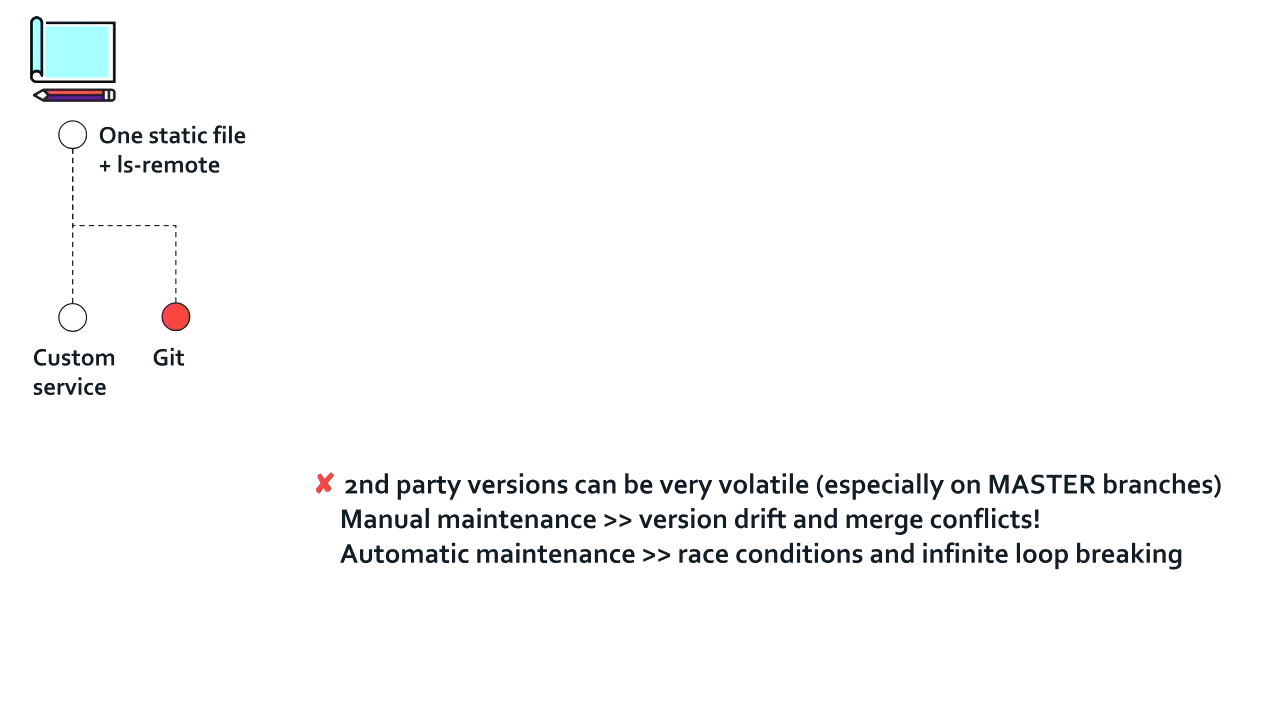 One static file
+ ls-remote
Custom
service
Git
✘ 2nd party versions can be very volatile (especially on MASTER branches)
Manual maintenance >> version drift and merge conflicts!
Automatic maintenance >> race conditions and infinite loop breaking